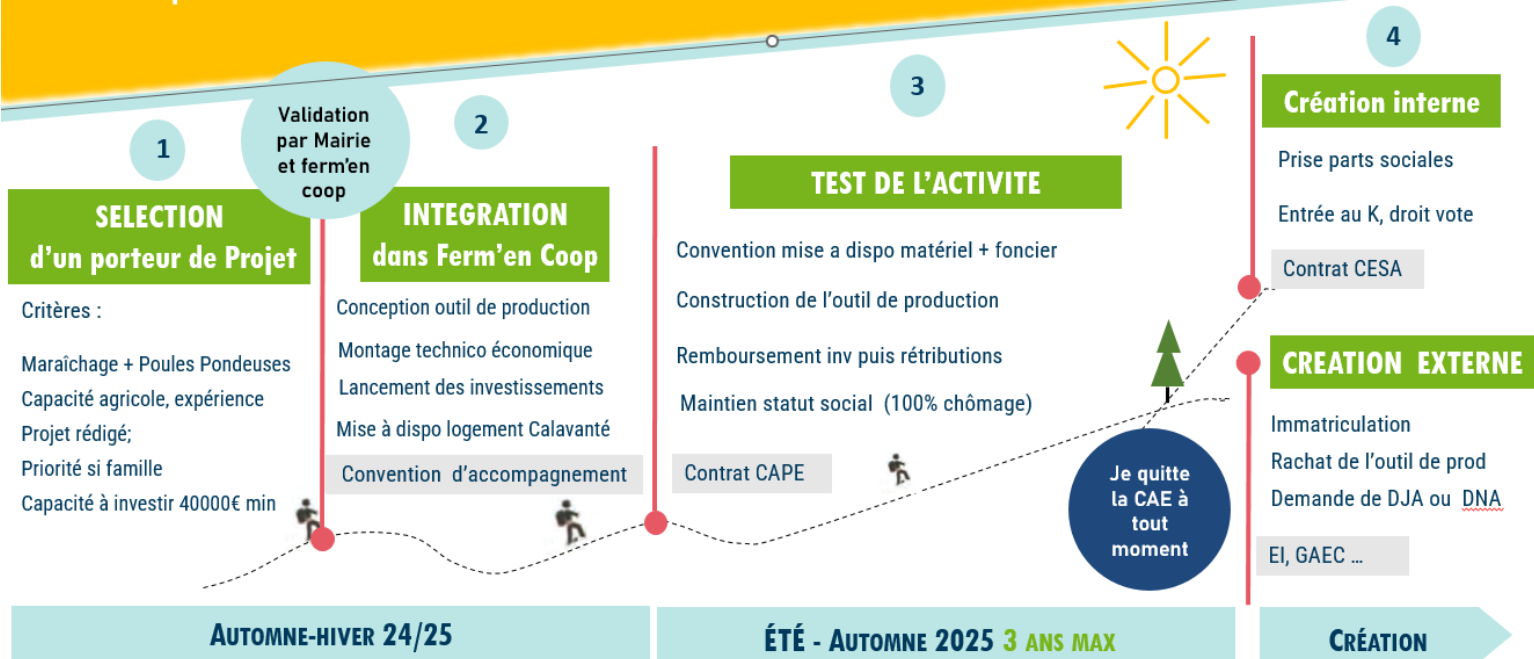 1
SELECTION
d'un porteur de Projet
Critères :
Maraîchage + Poules Pondeuses
Capacité agricole, expérience
Projet rédigé;
Priorité si famille
Capacité à investir 40000€ min
Validation
par Mairie
et ferm'en
coop
2
INTEGRATION
dans Ferm'en Coop
Conception outil de production
Montage technico économique
Lancement des investissements
Mise à dispo logement Calavanté
Convention d'accompagnement
3
TEST DE L'ACTIVITE
Convention mise a dispo matériel + foncier
Construction de l'outil de production
Remboursement inv puis rétributions
Maintien statut social (100% chômage)
Contrat CAPE
Je quitte
la CAE à
tout
moment
4
Création interne
Prise parts sociales
Entrée au K, droit vote
Contrat CESA
CREATION EXTERNE
Immatriculation
Rachat de l'outil de prod
Demande de DJA ou DNA
EI, GAEC ...
AUTOMNE-HIVER 24/25
ÉTÉ - AUTOMNE 2025 3 ANS MAX
CRÉATION